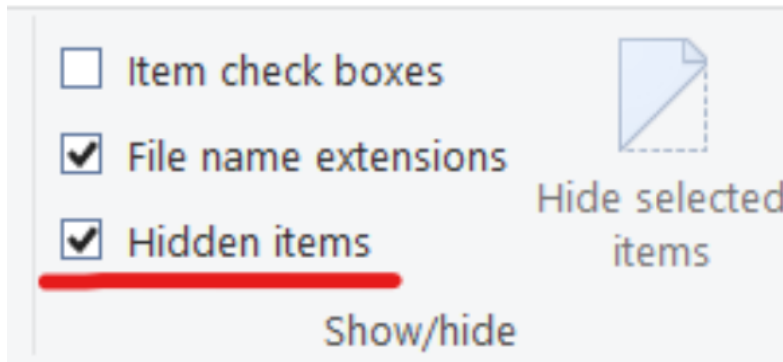 Item check boxes
File name extensions
Hidden items
Hide selected
items
Show/hide